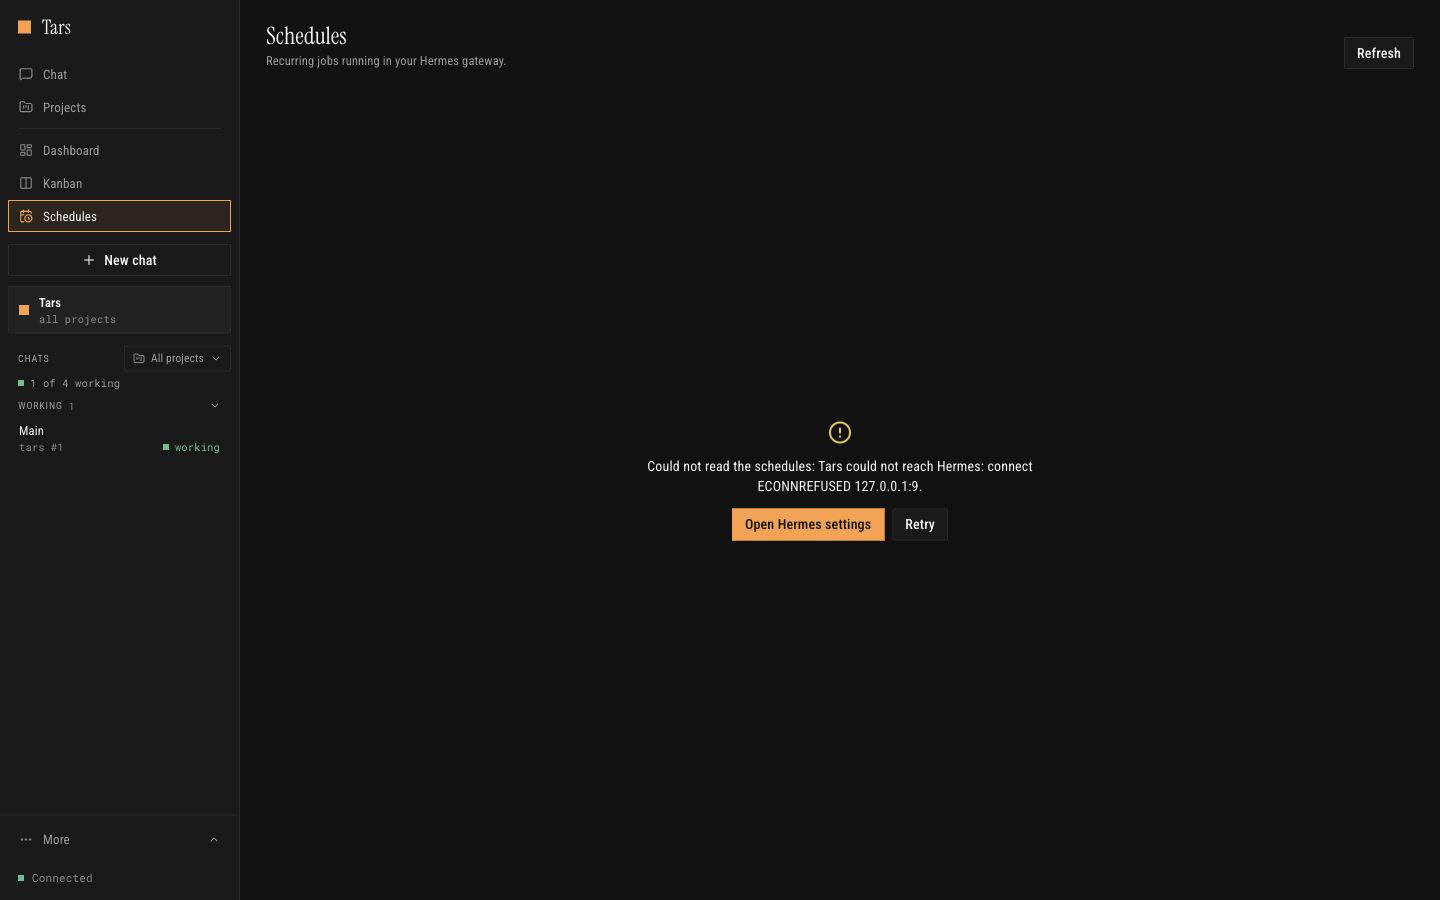 Tars
Chat
Projects
Dashboard
Kanban
Schedules
New chat
Tars
all projects
CHATS
All projects
1 of 4 working
WORKING 1
Main
tars #1
working
More
Connected
Schedules
Recurring jobs running in your Hermes gateway.
Refresh
Could not read the schedules: Tars could not reach Hermes: connect
ECONNREFUSED 127.0.0.1:9.
Open Hermes settings
Retry